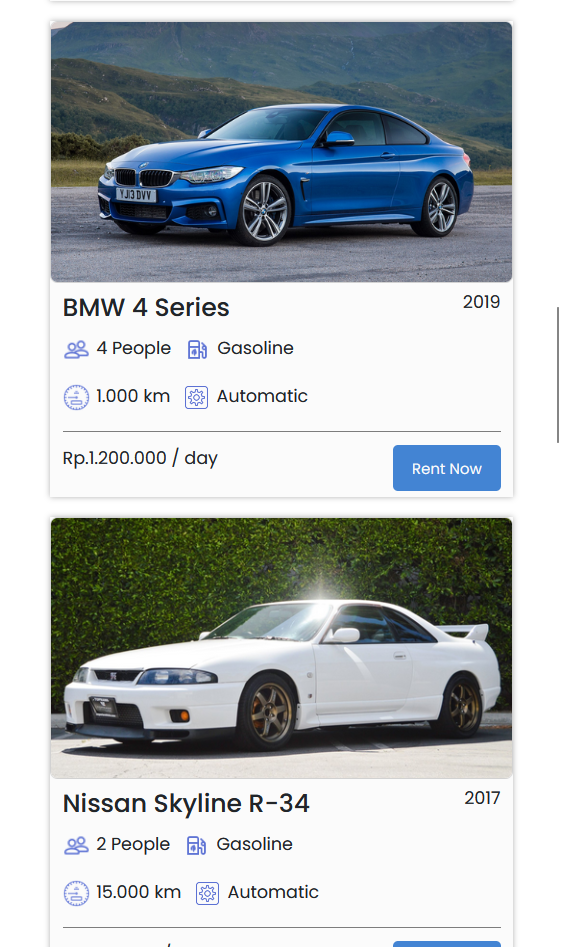 YJ13 DVV
BMW 4 Series
2019
4 People
Gasoline
1.000 km
Automatic
Rp.1.200.000 / day
Rent Now
Nissan Skyline R-34
2017
2 People
Gasoline
15.000 km
Automatic